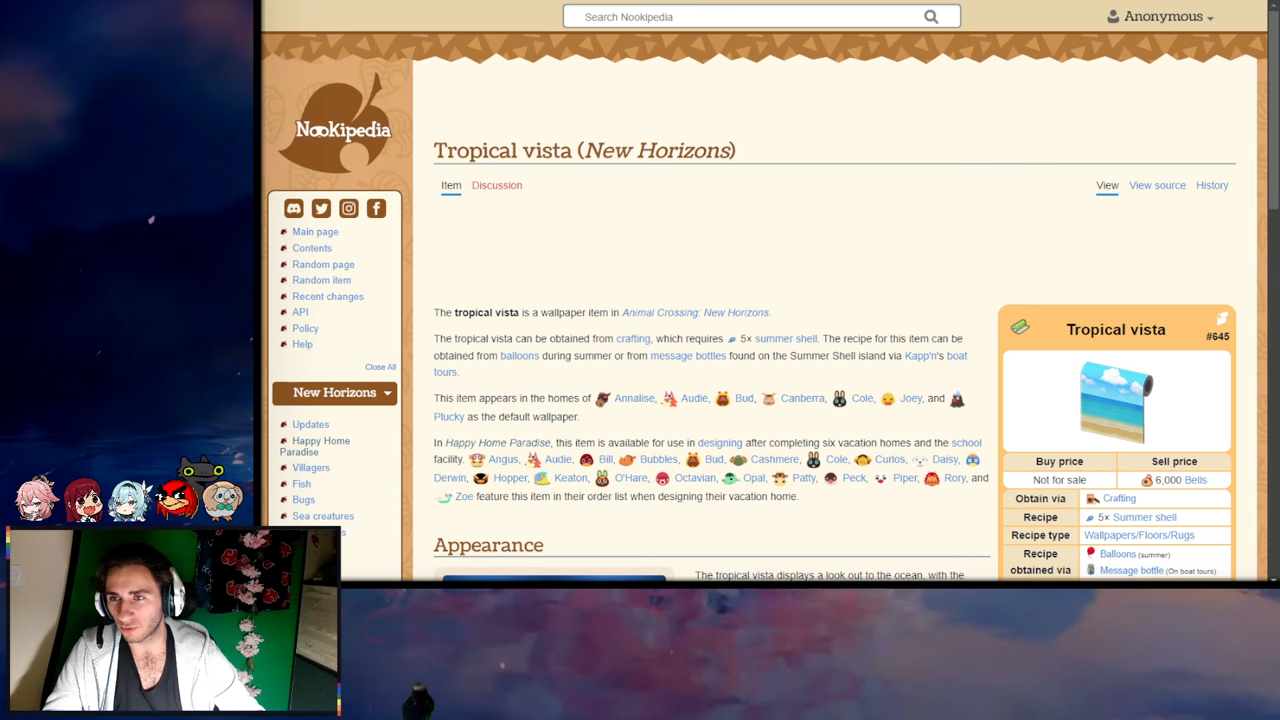 Search Nookipedia
Anonymous
Nookipedia
Tropical vista (New Horizons)
Item Discussion
View View source History
Main page
Contents
Random page
Random item
Recent changes
API
Policy
Help
Close All
New Horizons
Updates
Happy Home
Paradise
Villagers
Fish
Bugs
Sea creatures
The tropical vista is a wallpaper item in Animal Crossing: New Horizons.
The tropical vista can be obtained from crafting, which requires 5× summer shell. The recipe for this item can be
obtained from balloons during summer or from message bottles found on the Summer Shell island via Kapp'n's boat
tours.
This item appears in the homes of Annalise, Audie, Bud, Canberra, Cole, Joey, and
Plucky as the default wallpaper.
In Happy Home Paradise, this item is available for use in designing after completing six vacation homes and the school
facility. Angus, Audie, Bill, Bubbles, Bud, Cashmere, Cole, Curlos, Daisy,
Derwin, Hopper, Keaton, O'Hare, Octavian, Opal, Patty, Peck, Piper, Rory, and
Zoe feature this item in their order list when designing their vacation home.
Appearance
The tropical vista displays a look out to the ocean, with the
Tropical vista
#645
Buy price Sell price
Not for sale 6,000 Bells
Obtain via Crafting
Recipe 5× Summer shell
Recipe type Wallpapers/Floors/Rugs
Recipe
obtained via
Balloons (summer)
Message bottle (On boat tours)